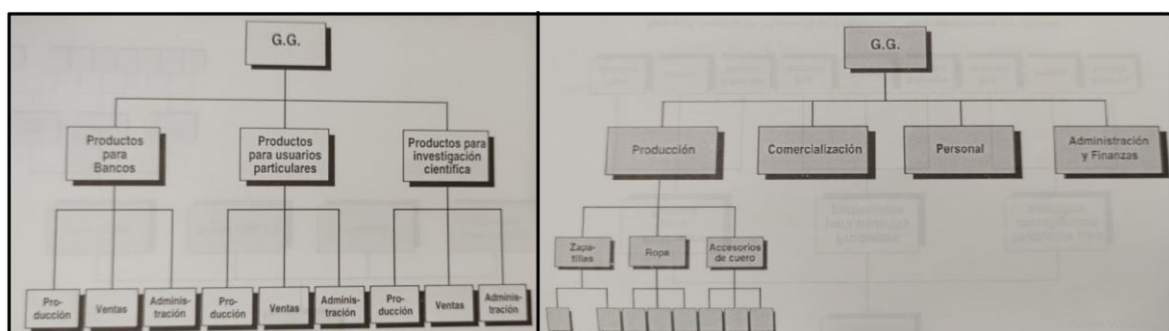 G.G.
Productos
para
Bancos
Productos
para usuarios
particulares
Productos para
investigación
científica
Pro-
ducción
Ventas
Adminis-
tración
Pro-
ducción
Ventas
Adminis-
tración
Pro-
ducción
Ventas
Adminis-
tración
G.G.
Producción
Comercialización
Personal
Administración
y Finanzas
Zapa-
tillas
Ropa
Accesorios
de cuero